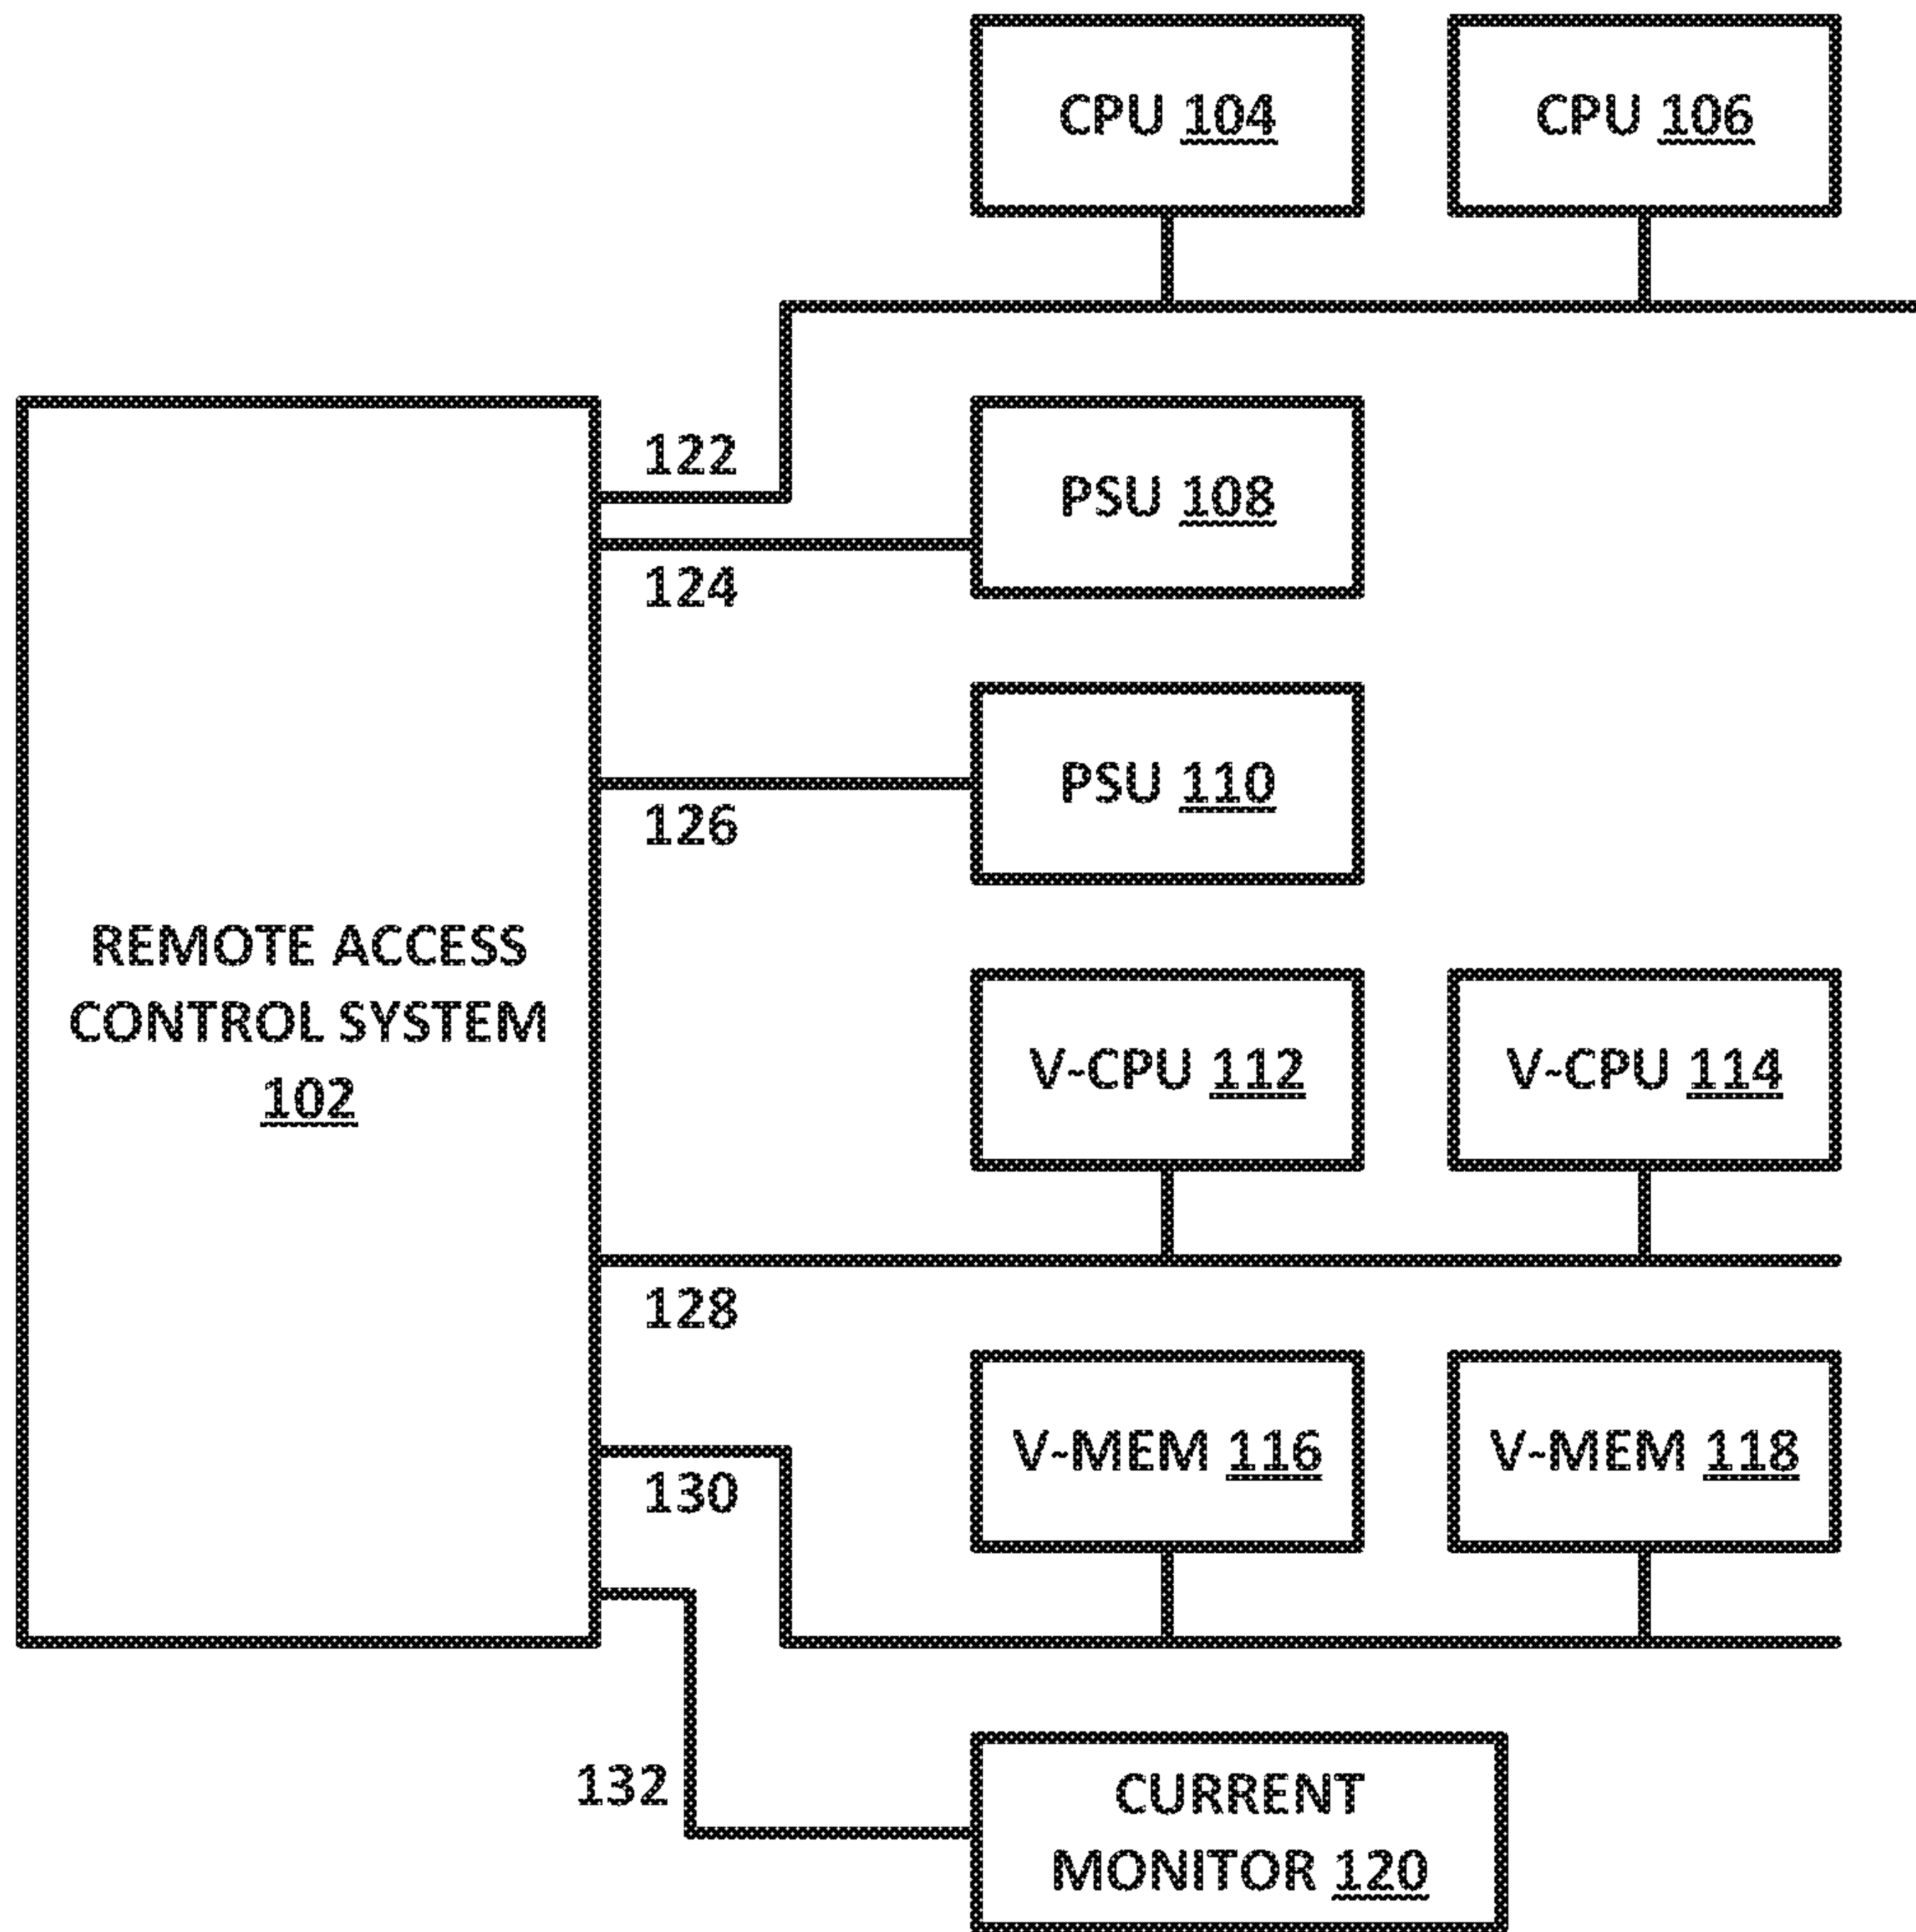 CPU 104
CPU 106
122
PSU 108
124
PSU 110
126
REMOTE ACCESS
CONTROL SYSTEM
102
V-CPU 112
V-CPU 114
128
V-MEM 116
V-MEM 118
130
132
CURRENT
MONITOR 120